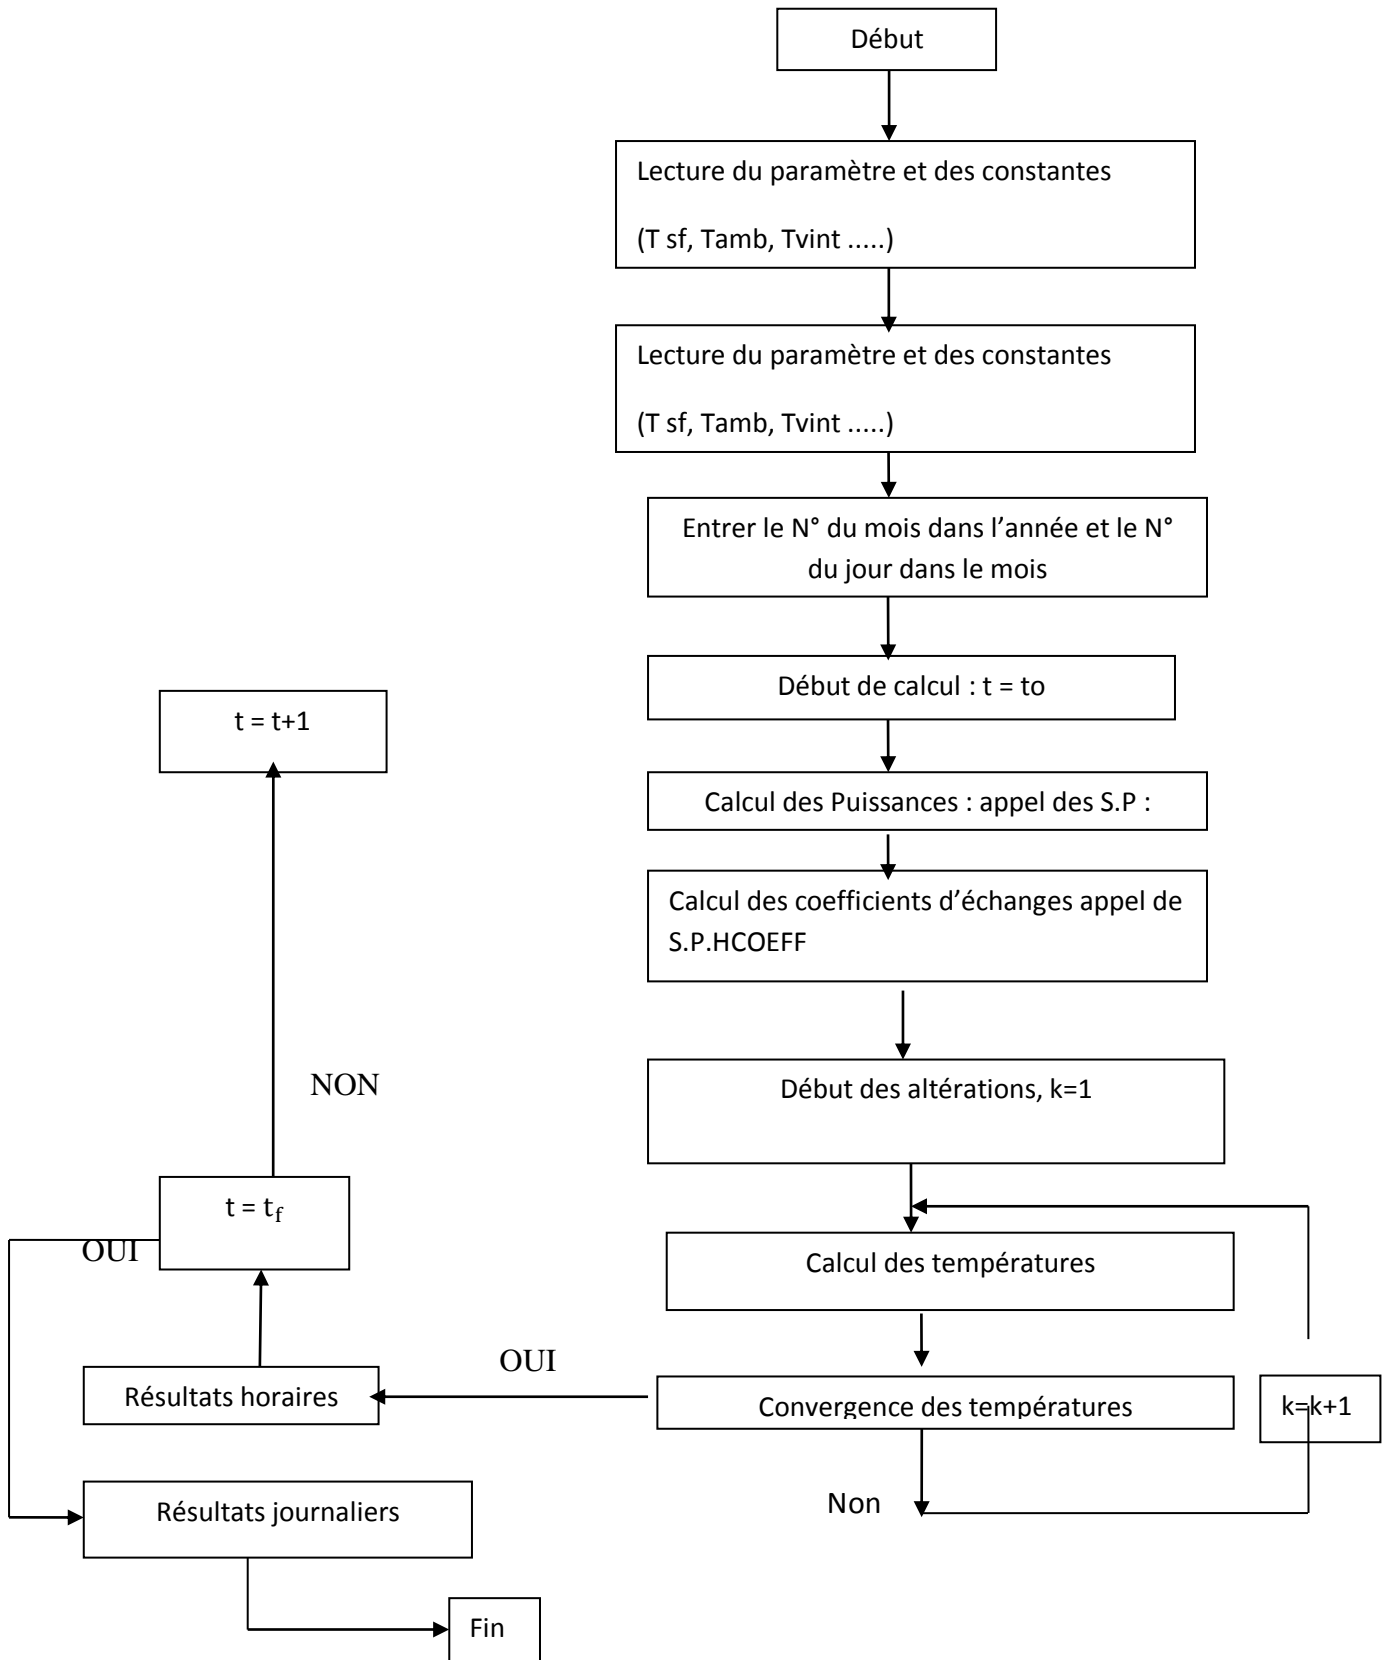 Début
Lecture du paramètre et des constantes
(T sf, Tamb, Tvint .....)
Lecture du paramètre et des constantes
(T sf, Tamb, Tvint .....)
Entrer le N° du mois dans l’année et le N°
du jour dans le mois
Début de calcul : t = to
t = t+1
Calcul des Puissances : appel des S.P :
Calcul des coefficients d’échanges appel de
S.P.HCOEFF
NON
Début des altérations, k=1
t = t_f
OUI
Calcul des températures
OUI
Résultats horaires
Convergence des températures
k=k+1
Non
Résultats journaliers
Fin